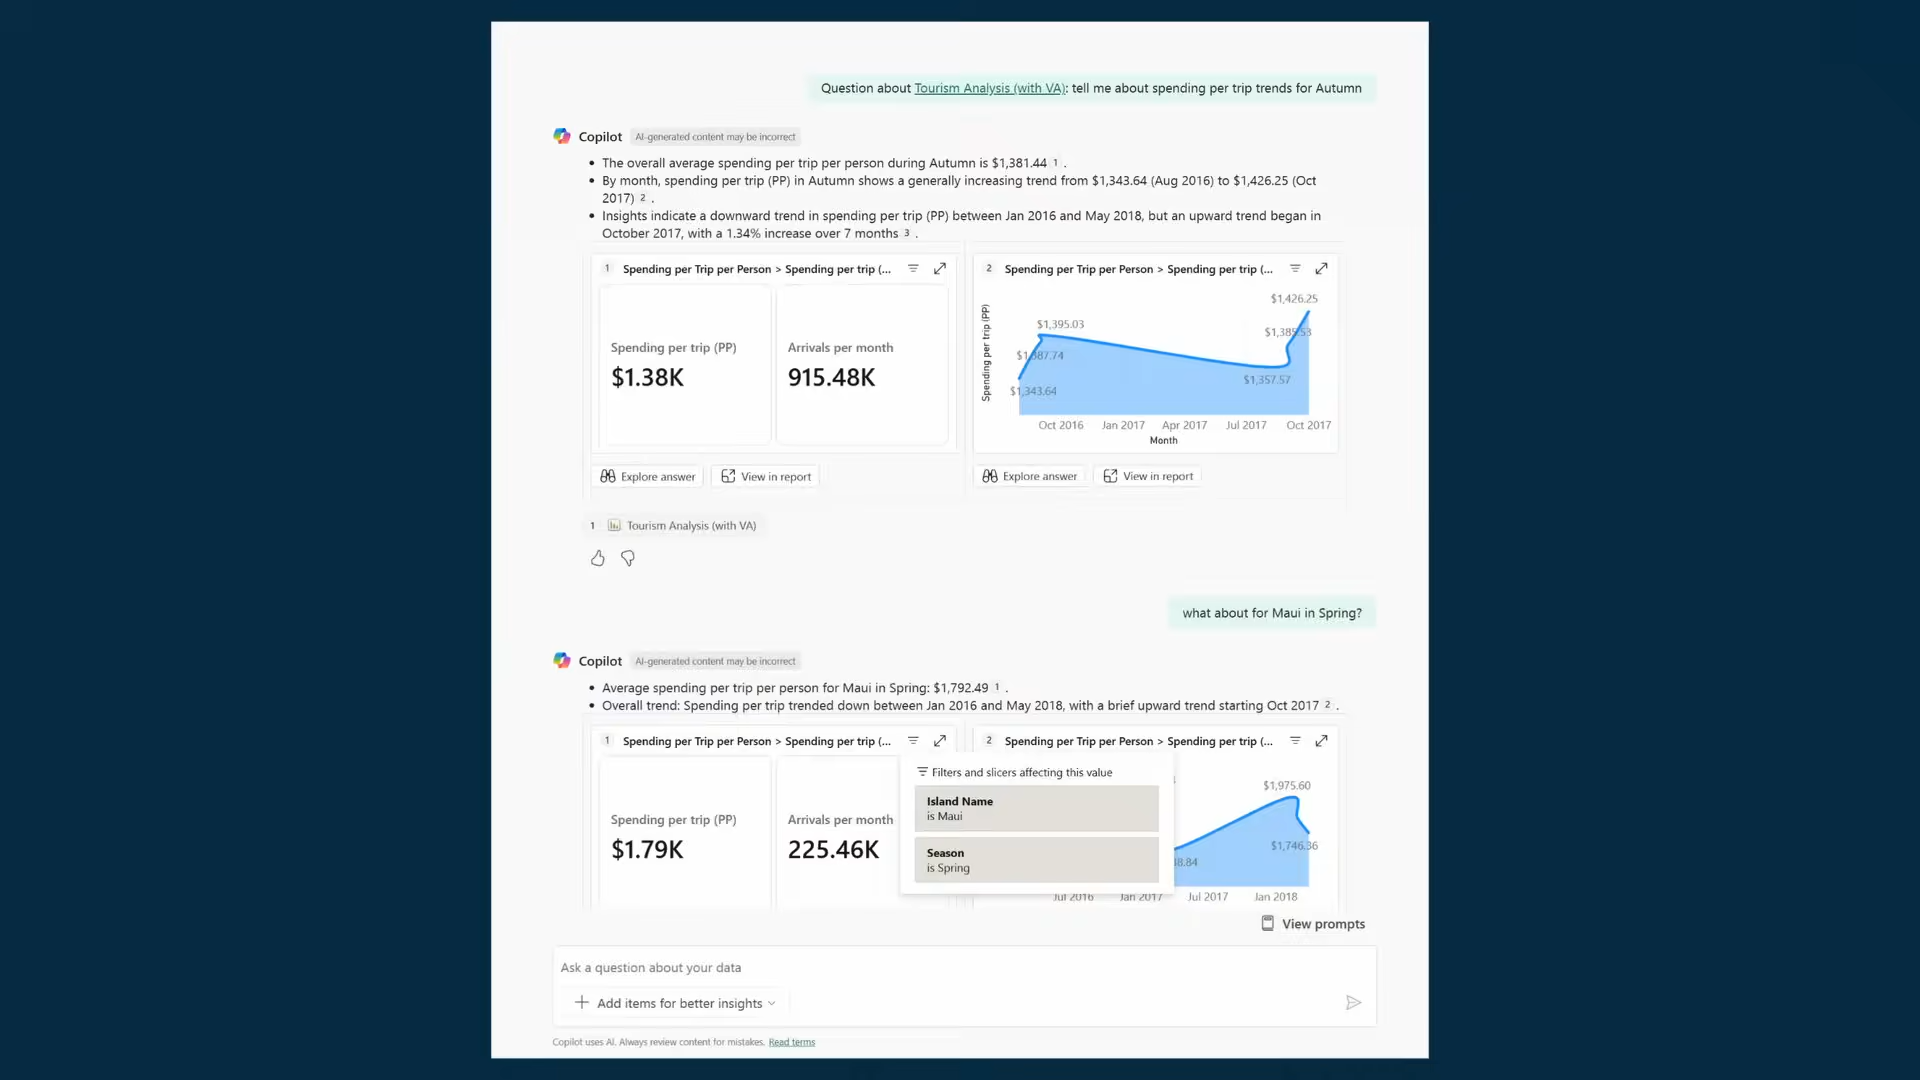 Question about Tourism Analysis (with VA): tell me about spending per trip trends for Autumn
Copilot AI-generated content may be incorrect
• The overall average spending per trip per person during Autumn is $1,381.44 1 .
• By month, spending per trip (PP) in Autumn shows a generally increasing trend from $1,343.64 (Aug 2016) to $1,426.25 (Oct
2017) 2 .
• Insights indicate a downward trend in spending per trip (PP) between Jan 2016 and May 2018, but an upward trend began in
October 2017, with a 1.34% increase over 7 months 3 .
1 Spending per Trip per Person > Spending per trip (...
Spending per trip (PP)
$1.38K
Arrivals per month
915.48K
2 Spending per Trip per Person > Spending per trip (...
Spending per trip (PP)
$1,426.25
$1,395.03
$1,385.53
$1,387.74
$1,357.57
$1,343.64
Oct 2016 Jan 2017 Apr 2017 Jul 2017 Oct 2017
Month
Explore answer View in report
Explore answer View in report
1 Tourism Analysis (with VA)
what about for Maui in Spring?
Copilot AI-generated content may be incorrect
• Average spending per trip per person for Maui in Spring: $1,792.49 1 .
• Overall trend: Spending per trip trended down between Jan 2016 and May 2018, with a brief upward trend starting Oct 2017 2 .
1 Spending per Trip per Person > Spending per trip (...
Spending per trip (PP)
$1.79K
Arrivals per month
225.46K
Filters and slicers affecting this value
Island Name
is Maui
Season
is Spring
2 Spending per Trip per Person > Spending per trip (...
$1,975.60
$1,746.36
8.84
Jul 2016 Jan 2017 Jul 2017 Jan 2018
View prompts
Ask a question about your data
Add items for better insights
Copilot uses AI. Always review content for mistakes. Read terms